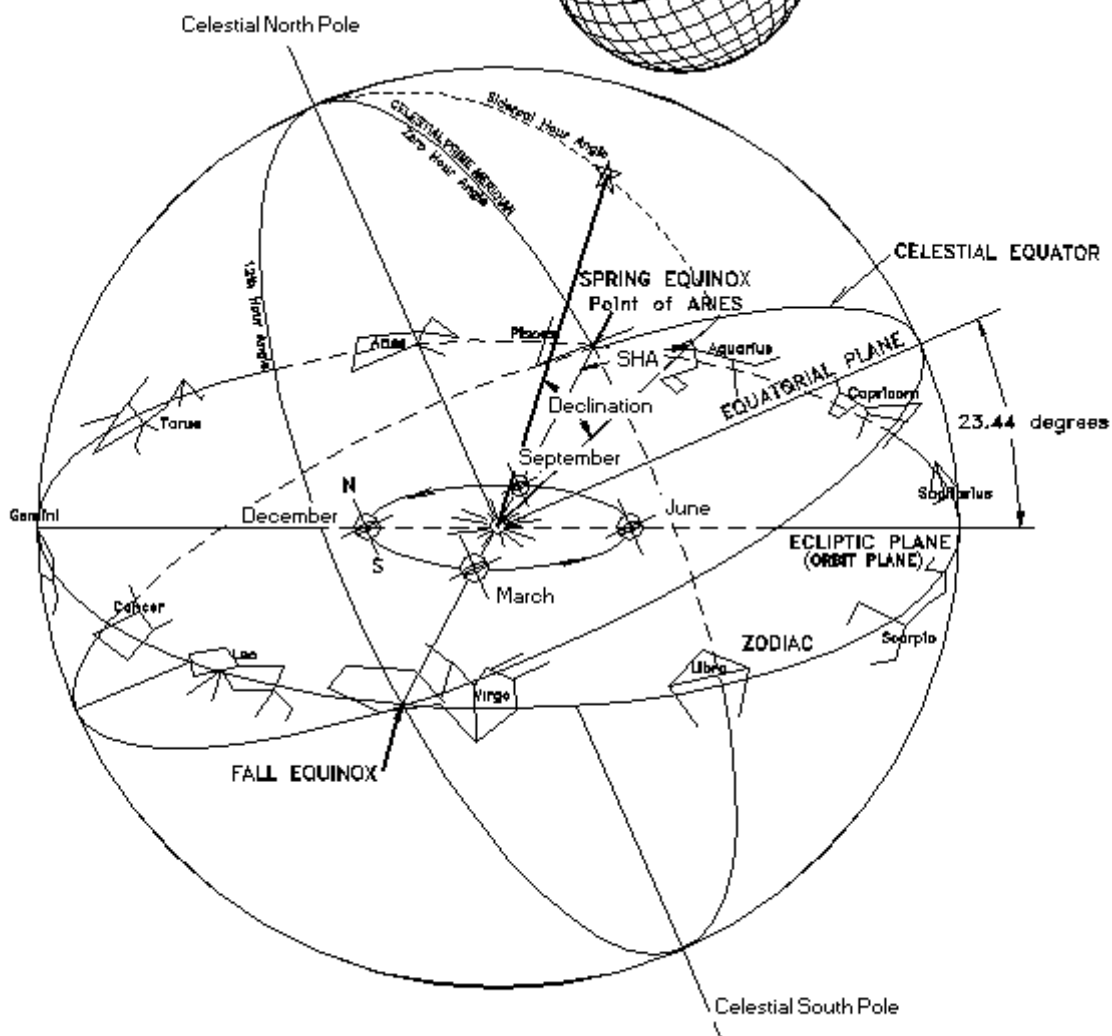 Celestial North Pole
Sidereal Hour Angle
CELESTIAL PRIME MERIDIAN
Zero Hour Angle
12th Hour Angle
CELESTIAL EQUATOR
SPRING EQUINOX
Point of ARIES
Aries
Pisces
SHA
Aquarius
EQUATORIAL PLANE
Capricorn
Declination
Torus
23.44 degrees
September
N
Gemini
December
June
Sagitarius
ECLIPTIC PLANE
(ORBIT PLANE)
S
March
Cancer
Leo
ZODIAC
Scorpio
Libra
Virgo
FALL EQUINOX
Celestial South Pole